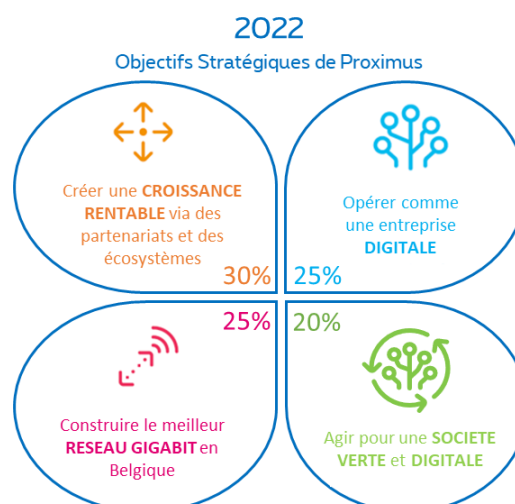 2022
Objectifs Stratégiques de Proximus
Créer une CROISSANCE
RENTABLE via des
partenariats et des
écosystèmes
30%
Opérer comme
une entreprise
DIGITALE
25%
25%
Construire le meilleur
RESEAU GIGABIT en
Belgique
20%
Agir pour une SOCIETE
VERTE et DIGITALE